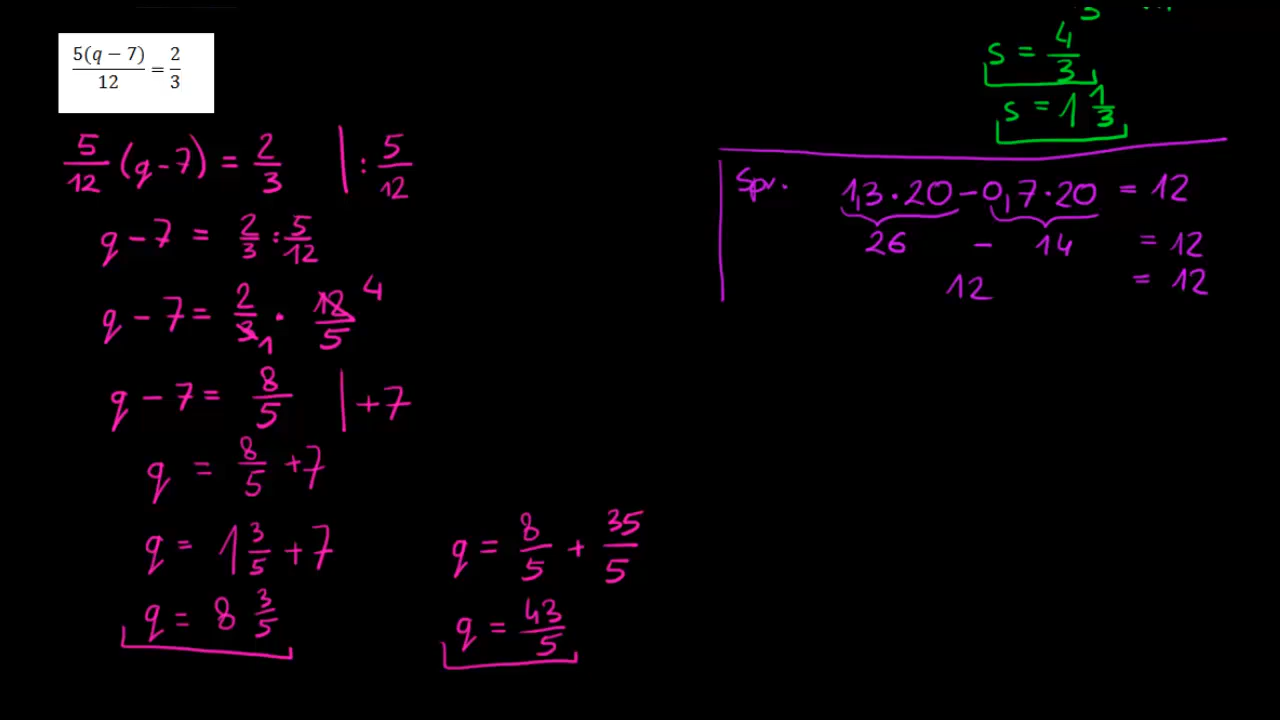 5(q − 7)/12 = 2/3
5/12 (q - 7) = 2/3 | : 5/12
q - 7 = 2/3 : 5/12
q - 7 = 2/3 1 · 12/5 4
q - 7 = 8/5 | +7
q = 8/5 + 7
q = 1 3/5 + 7
q = 8 3/5
q = 8/5 + 35/5
q = 43/5
s = 4/3
s = 1 1/3
Spr. 1,3 · 20 - 0,7 · 20 = 12
26 - 14 = 12
12 = 12